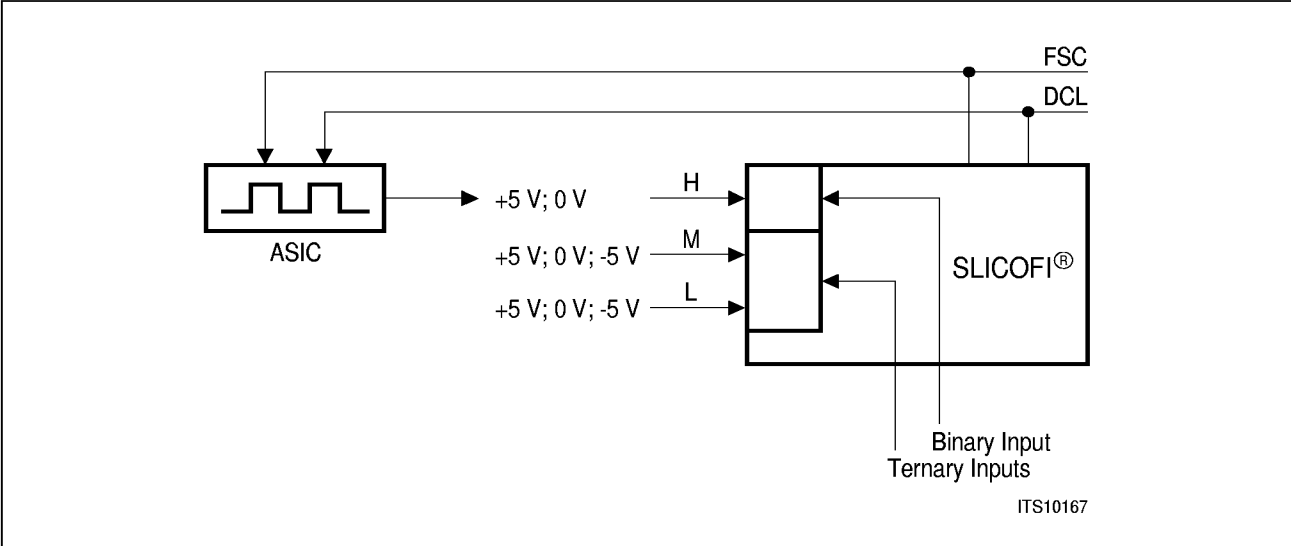 FSC
DCL
ASIC
+5 V; 0 V
H
+5 V; 0 V; -5 V
M
+5 V; 0 V; -5 V
L
SLICOFI®
Binary Input
Ternary Inputs
ITS10167